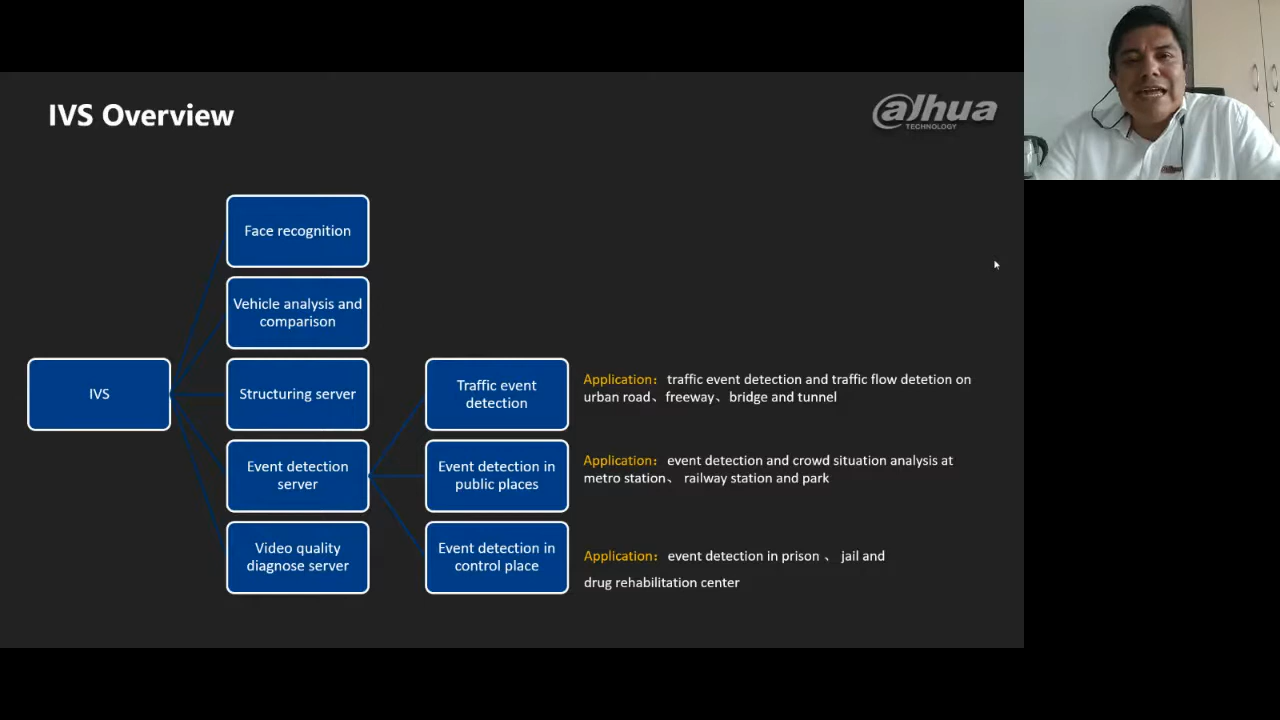 IVS Overview
alhua
TECHNOLOGY
Face recognition
Vehicle analysis and
comparison
IVS
Structuring server
Event detection
server
Video quality
diagnose server
Traffic event
detection
Event detection in
public places
Event detection in
control place
Application： traffic event detection and traffic flow detetion on
urban road、freeway、bridge and tunnel
Application： event detection and crowd situation analysis at
metro station、 railway station and park
Application： event detection in prison 、 jail and
drug rehabilitation center